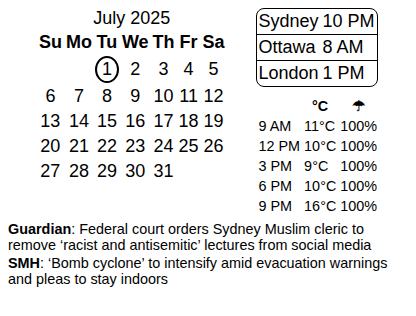 July 2025
Su Mo Tu We Th Fr Sa
1 2 3 4 5
6 7 8 9 10 11 12
13 14 15 16 17 18 19
20 21 22 23 24 25 26
27 28 29 30 31
Sydney 10 PM
Ottawa 8 AM
London 1 PM
°C ☂
9 AM 11°C 100%
12 PM 10°C 100%
3 PM 9°C 100%
6 PM 10°C 100%
9 PM 16°C 100%
Guardian: Federal court orders Sydney Muslim cleric to
remove ‘racist and antisemitic’ lectures from social media
SMH: ‘Bomb cyclone’ to intensify amid evacuation warnings
and pleas to stay indoors